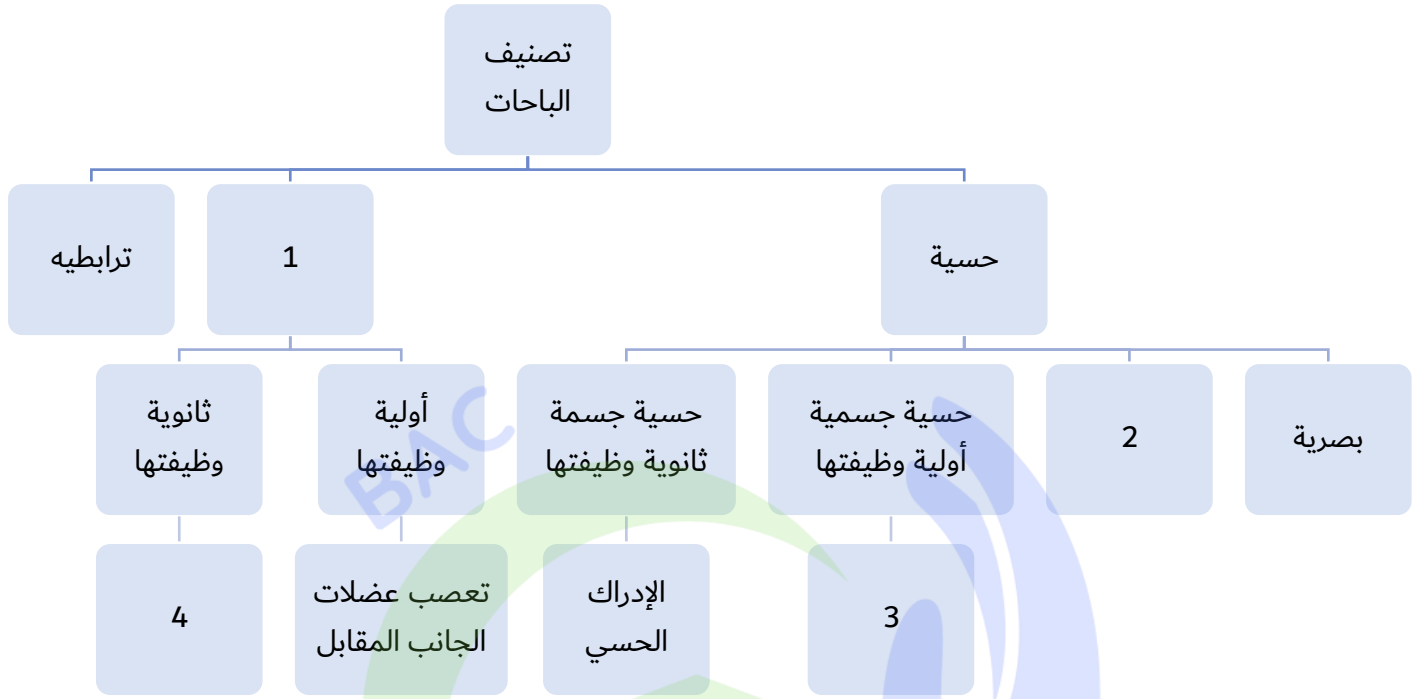 تصنيف
الباحات
حسية
1
ترابطيه
بصرية
2
حسية جسمية
أولية وظيفتها
حسية جسمة
ثانوية وظيفتها
أولية
وظيفتها
ثانوية
وظيفتها
3
الإدراك
الحسي
تعصب عضلات
الجانب المقابل
4
BAC